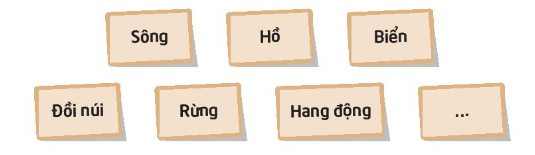 Sông Hồ Biển
Đồi núi Rừng Hang động ...